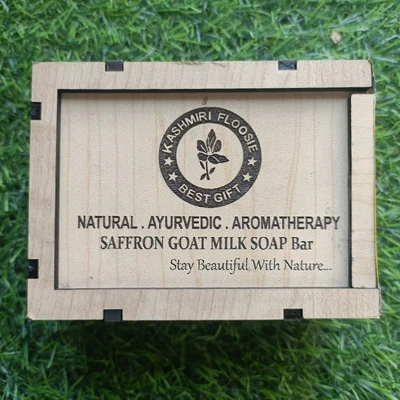 KASHMIRI FLOOSIE
BEST GIFT
NATURAL . AYURVEDIC . AROMATHERAPY
SAFFRON GOAT MILK SOAP Bar
Stay Beautiful With Nature...